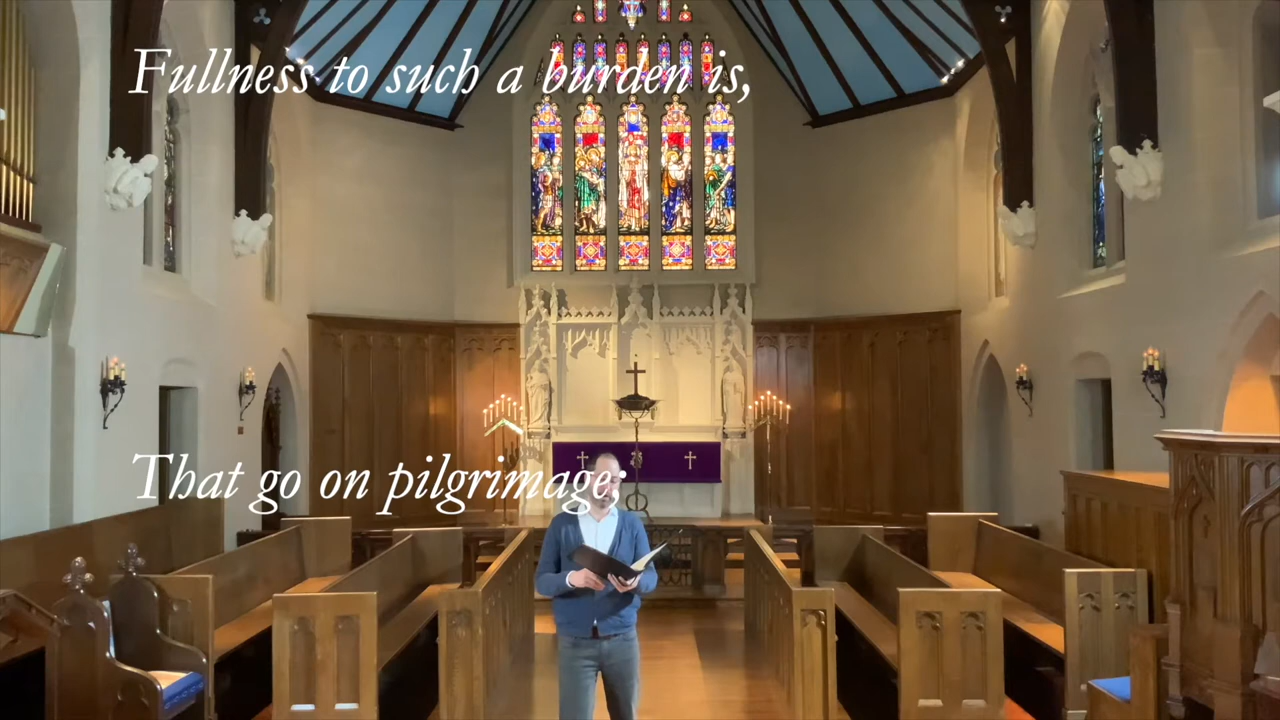 Fullness to such a burden is,
That go on pilgrimage;